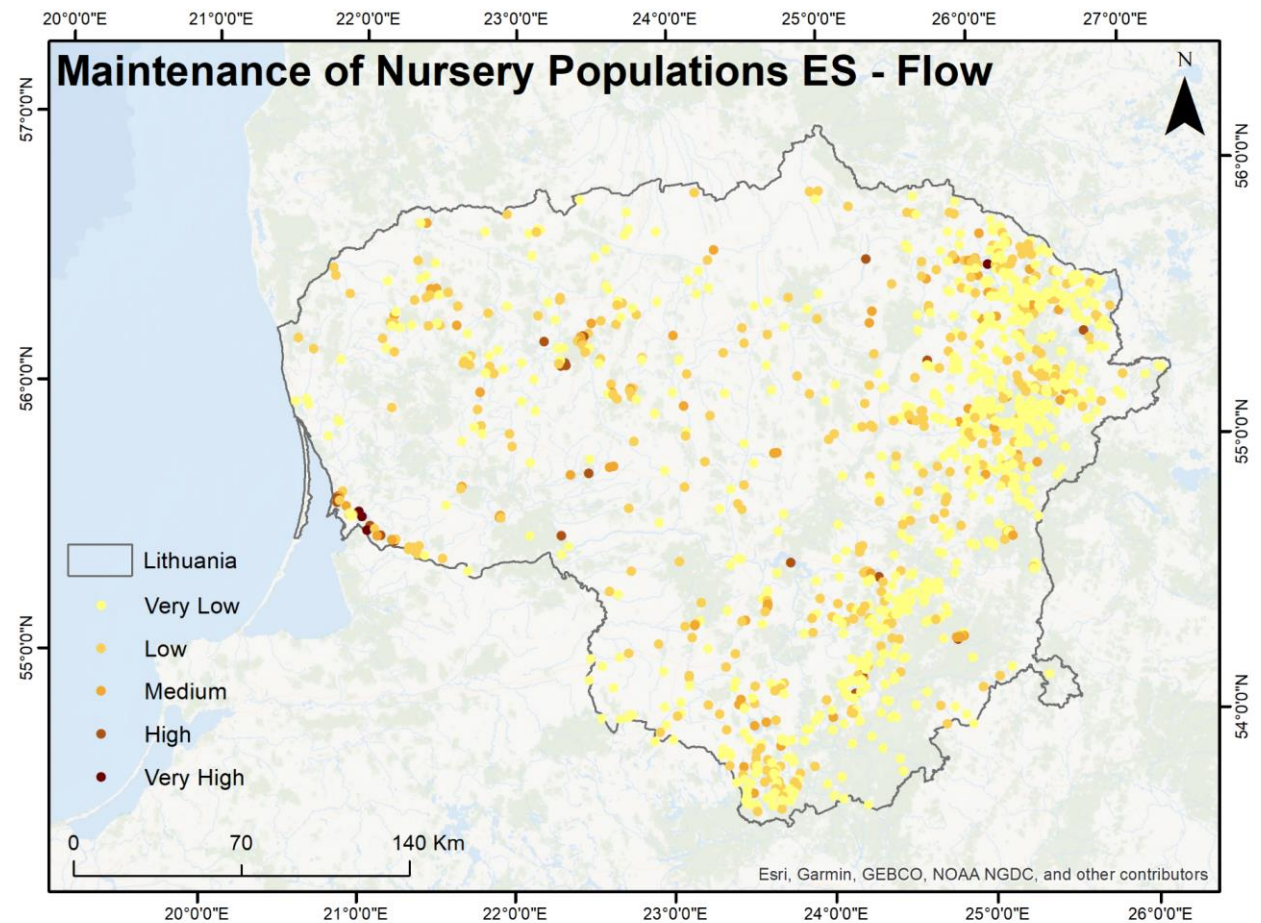 20°0'0"E 21°0'0"E 22°0'0"E 23°0'0"E 24°0'0"E 25°0'0"E 26°0'0"E 27°0'0"E
Maintenance of Nursery Populations ES - Flow
N
57°0'0"N
56°0'0"N
56°0'0"N
55°0'0"N
55°0'0"N
54°0'0"N
Lithuania
Very Low
Low
Medium
High
Very High
0 70 140 Km
Esri, Garmin, GEBCO, NOAA NGDC, and other contributors
20°0'0"E 21°0'0"E 22°0'0"E 23°0'0"E 24°0'0"E 25°0'0"E 26°0'0"E